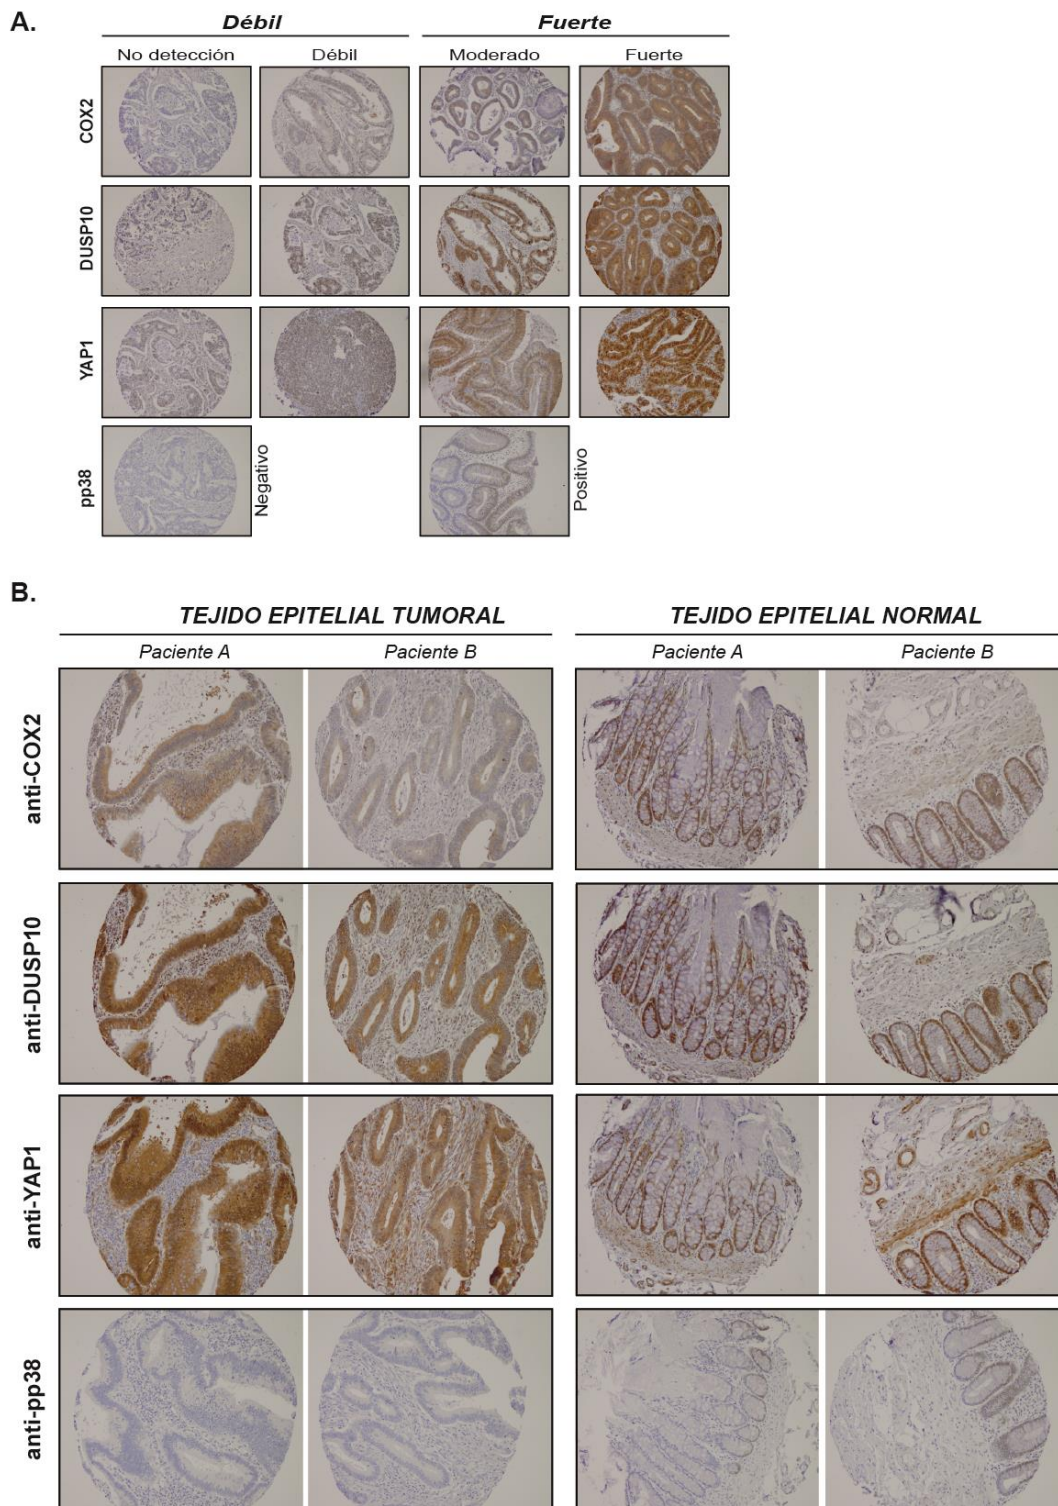 A.
Débil
Fuerte
No detección
Débil
Moderado
Fuerte
COX2
DUSP10
YAP1
pp38
Negativo
Positivo
B.
TEJIDO EPITELIAL TUMORAL
TEJIDO EPITELIAL NORMAL
Paciente A
Paciente B
Paciente A
Paciente B
anti-COX2
anti-DUSP10
anti-YAP1
anti-pp38